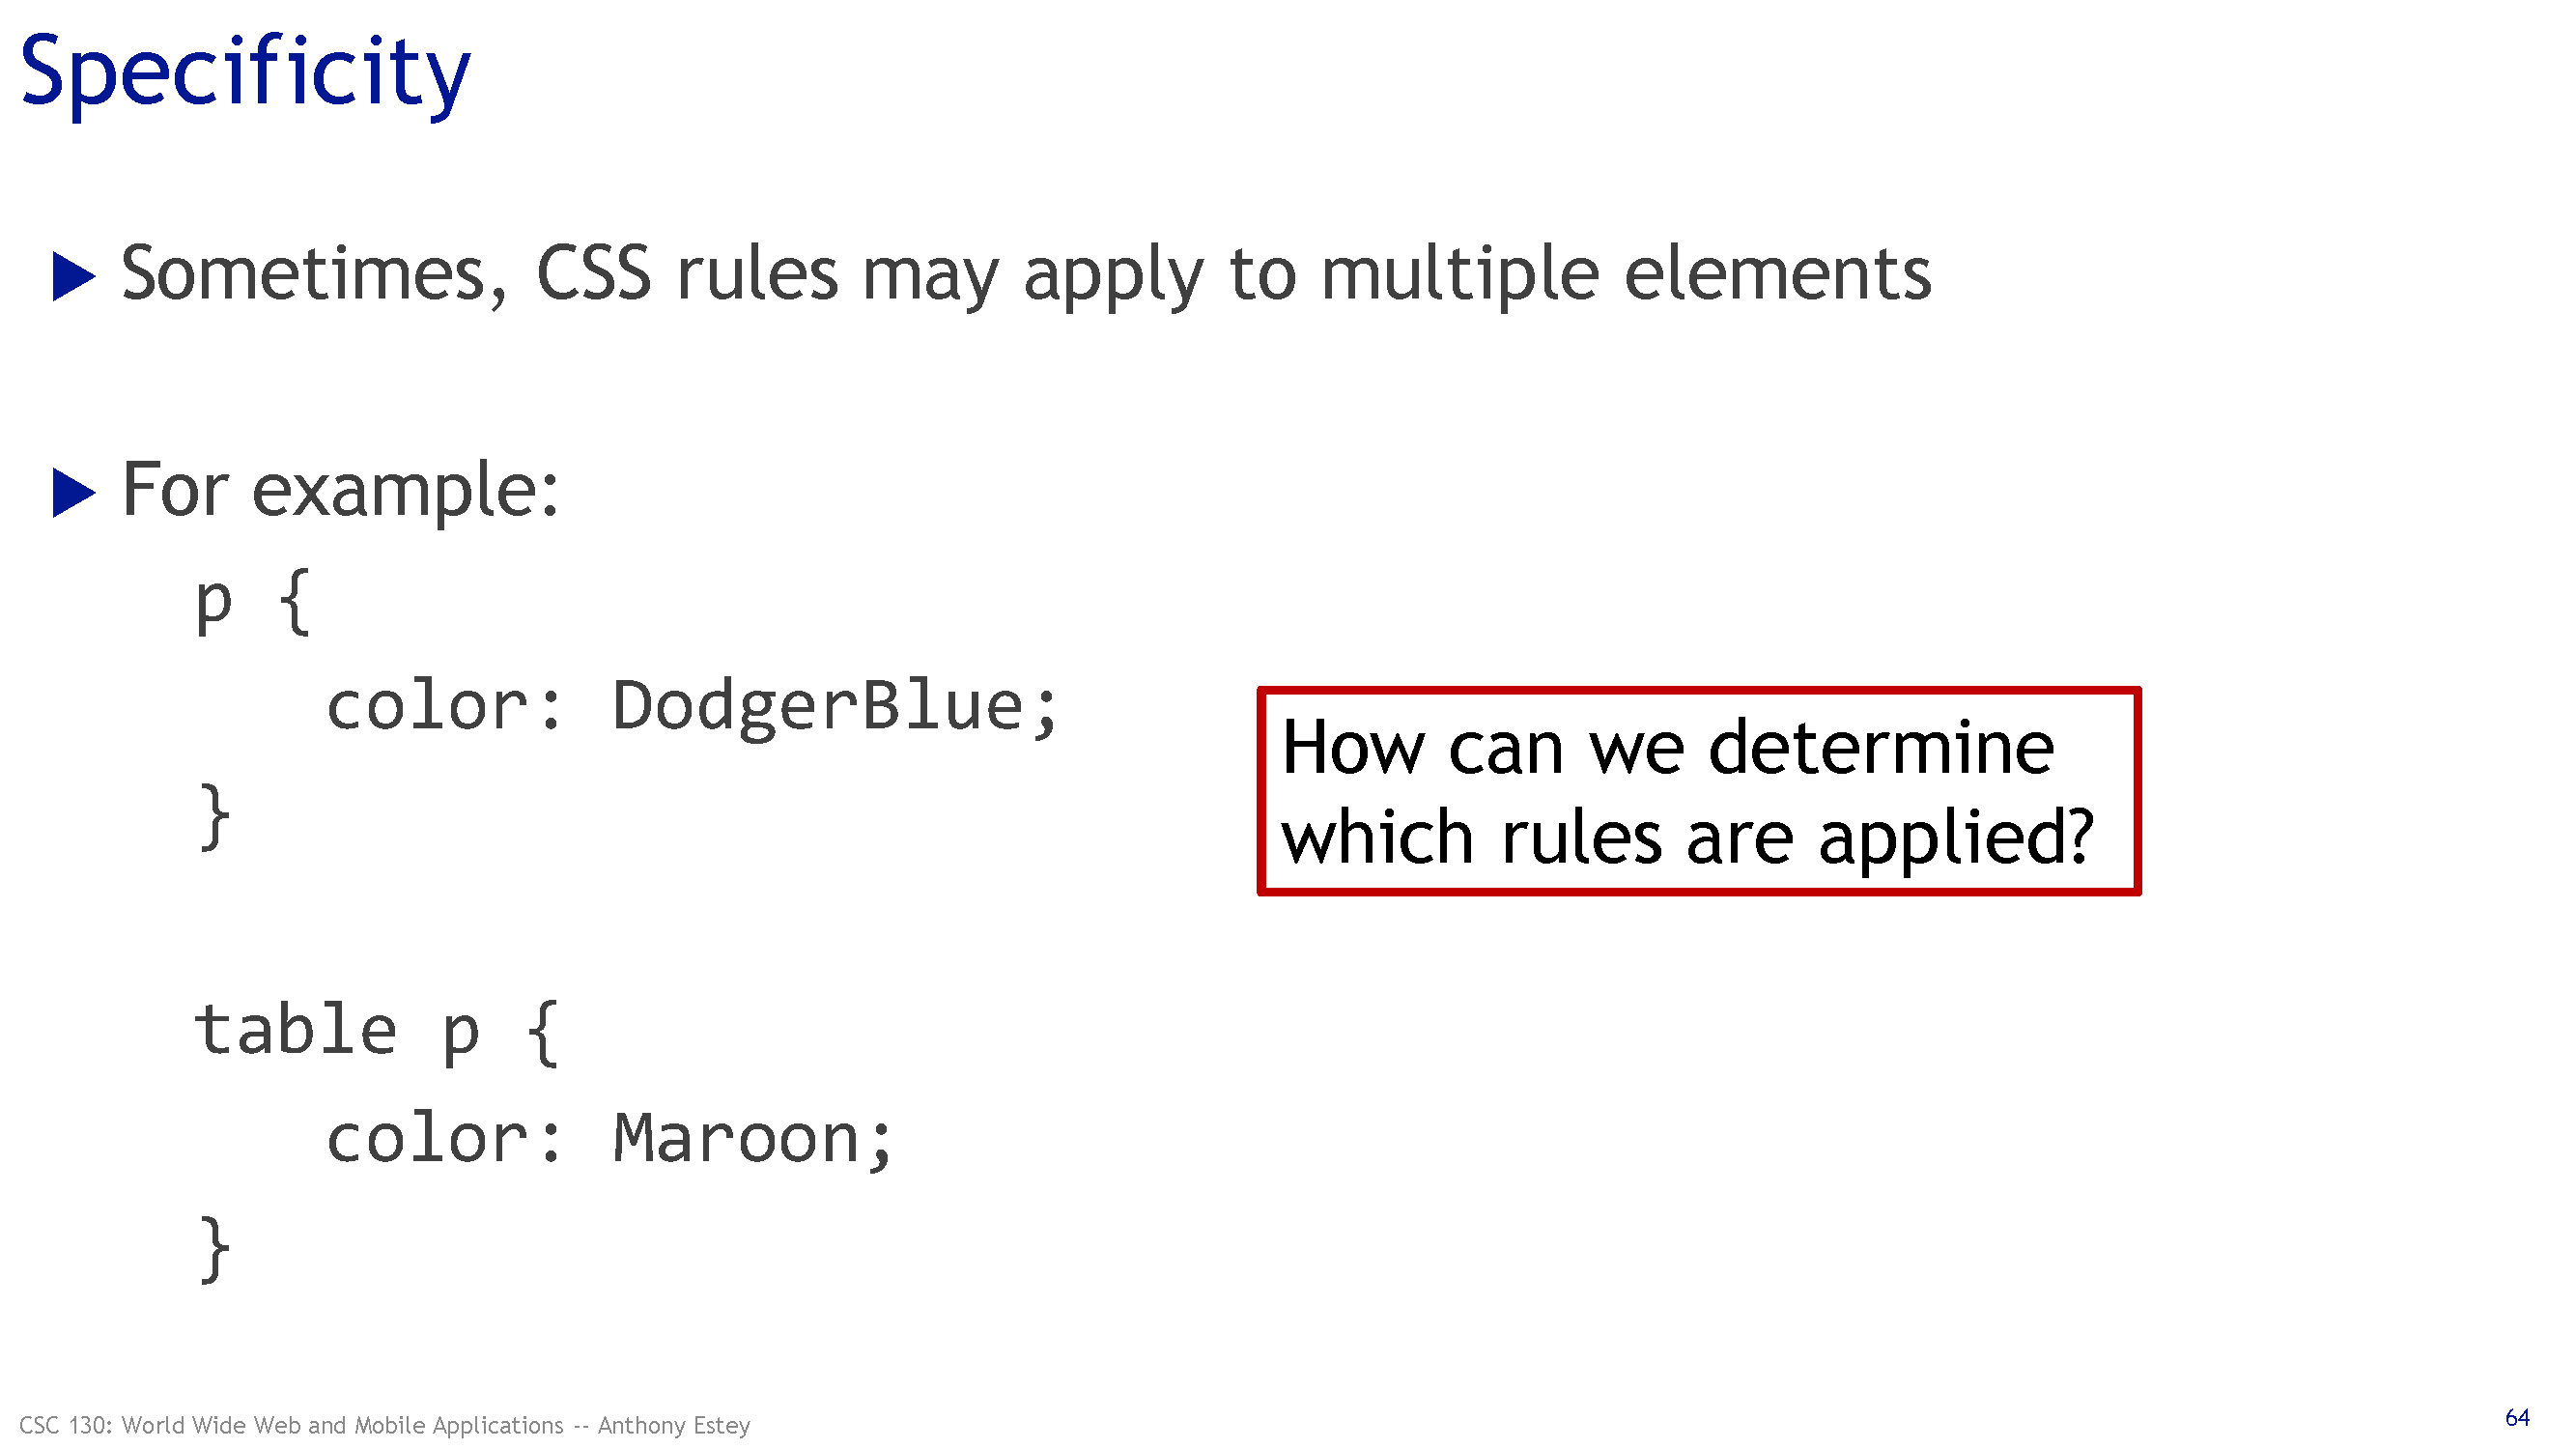 Specificity
Sometimes, CSS rules may apply to multiple elements
For example:
p {
color: DodgerBlue;
}
How can we determine
which rules are applied?
table p {
color: Maroon;
}
CSC 130: World Wide Web and Mobile Applications -- Anthony Estey
64